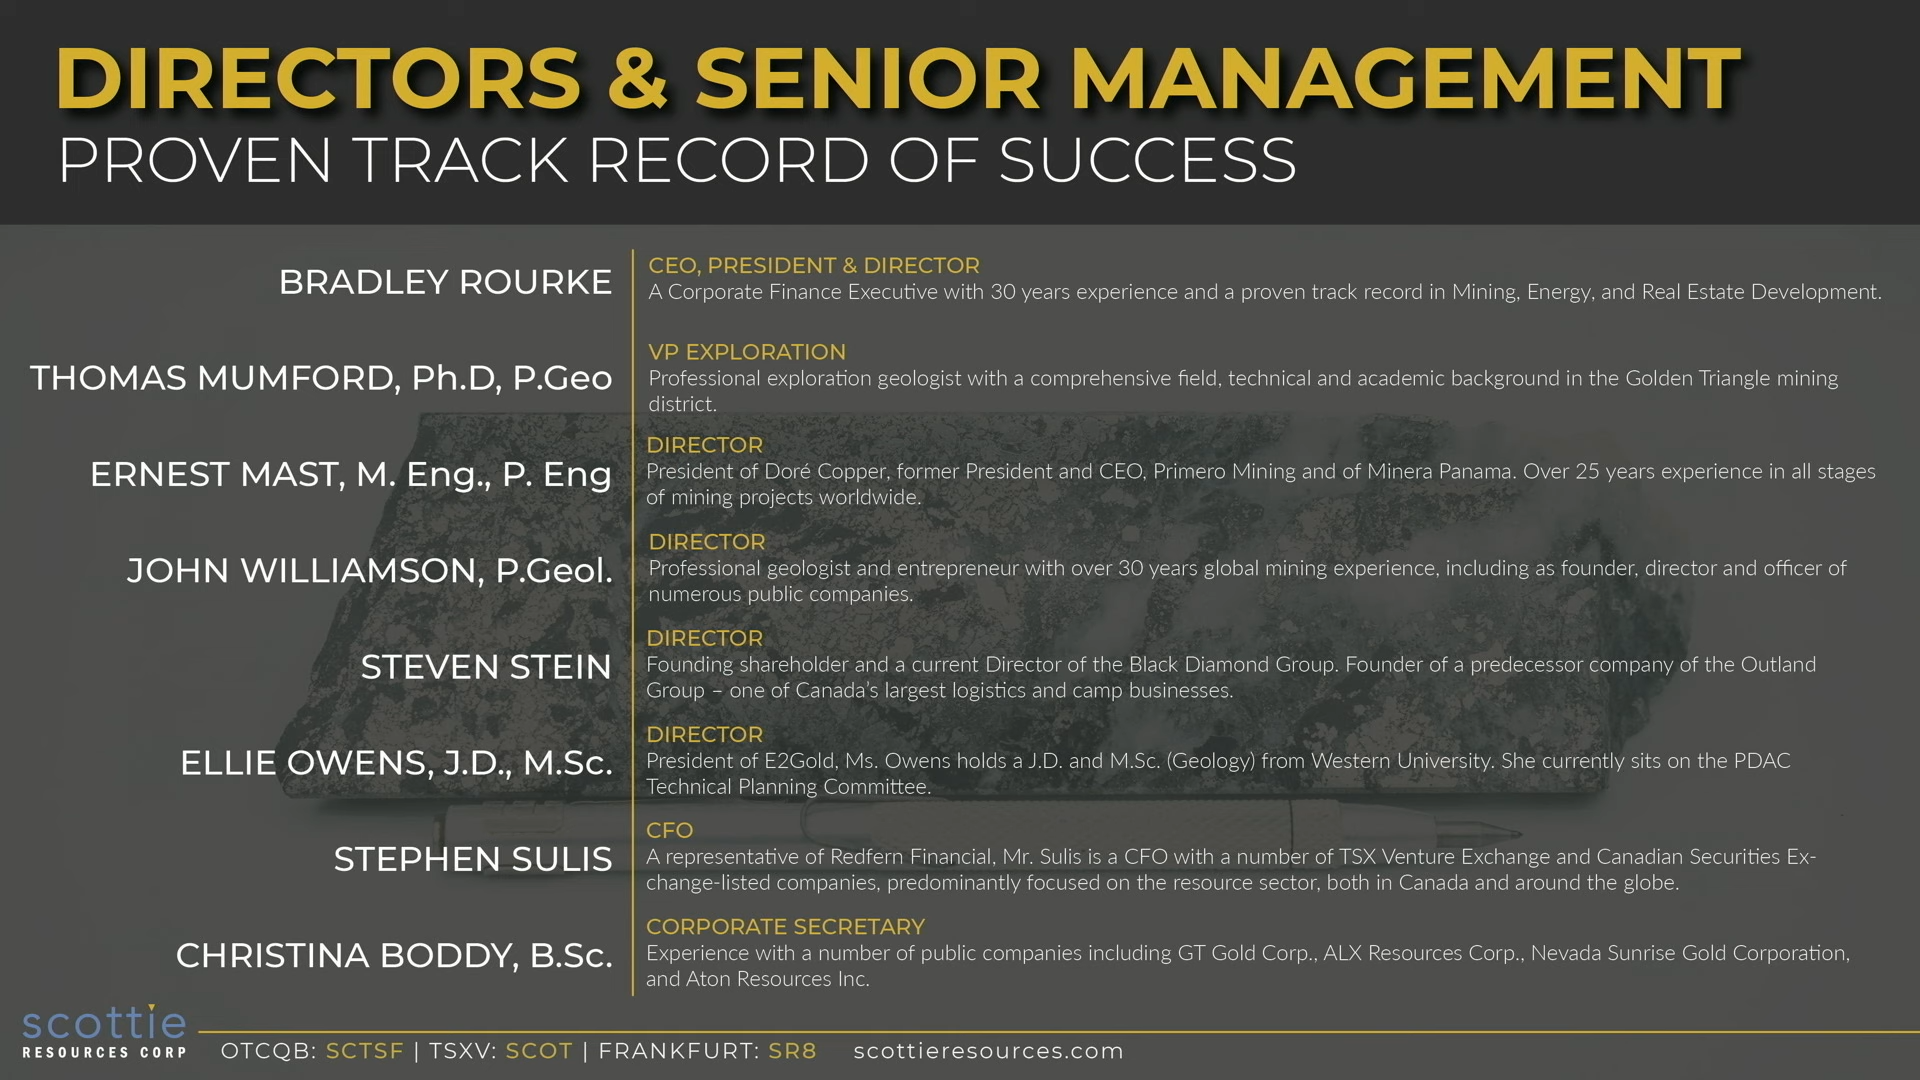 DIRECTORS & SENIOR MANAGEMENT
PROVEN TRACK RECORD OF SUCCESS
BRADLEY ROURKE
CEO, PRESIDENT & DIRECTOR
A Corporate Finance Executive with 30 years experience and a proven track record in Mining, Energy, and Real Estate Development.
THOMAS MUMFORD, Ph.D, P.Geo
VP EXPLORATION
Professional exploration geologist with a comprehensive field, technical and academic background in the Golden Triangle mining
district.
ERNEST MAST, M. Eng., P. Eng
DIRECTOR
President of Doré Copper, former President and CEO, Primero Mining and of Minera Panama. Over 25 years experience in all stages
of mining projects worldwide.
JOHN WILLIAMSON, P.Geol.
DIRECTOR
Professional geologist and entrepreneur with over 30 years global mining experience, including as founder, director and officer of
numerous public companies.
STEVEN STEIN
DIRECTOR
Founding shareholder and a current Director of the Black Diamond Group. Founder of a predecessor company of the Outland
Group – one of Canada's largest logistics and camp businesses.
ELLIE OWENS, J.D., M.Sc.
DIRECTOR
President of E2Gold, Ms. Owens holds a J.D. and M.Sc. (Geology) from Western University. She currently sits on the PDAC
Technical Planning Committee.
STEPHEN SULIS
CFO
A representative of Redfern Financial, Mr. Sulis is a CFO with a number of TSX Venture Exchange and Canadian Securities Ex-
change-listed companies, predominantly focused on the resource sector, both in Canada and around the globe.
CHRISTINA BODDY, B.Sc.
CORPORATE SECRETARY
Experience with a number of public companies including GT Gold Corp., ALX Resources Corp., Nevada Sunrise Gold Corporation,
and Aton Resources Inc.
scottie
RESOURCES CORP
OTCQB: SCTSF | TSXV: SCOT | FRANKFURT: SR8 scottieresources.com